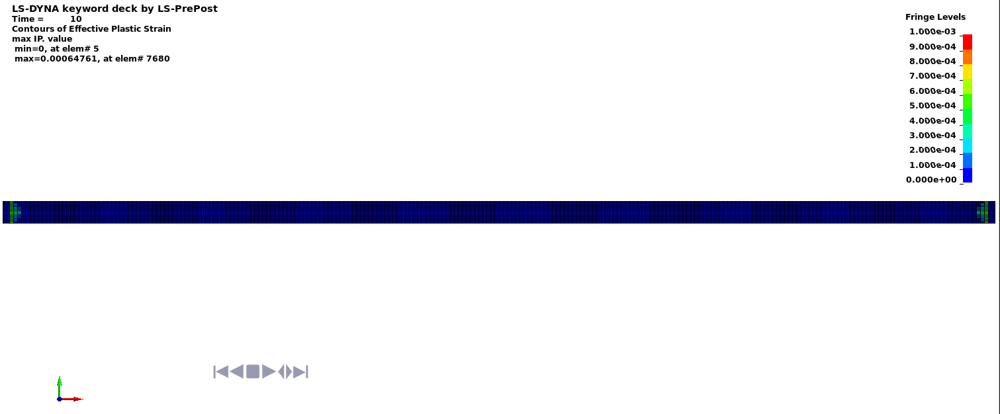 LS-DYNA keyword deck by LS-PrePost
Time = 10
Contours of Effective Plastic Strain
max IP. value
min=0, at elem# 5
max=0.00064761, at elem# 7680
Fringe Levels
1.000e-03
9.000e-04
8.000e-04
7.000e-04
6.000e-04
5.000e-04
4.000e-04
3.000e-04
2.000e-04
1.000e-04
0.000e+00